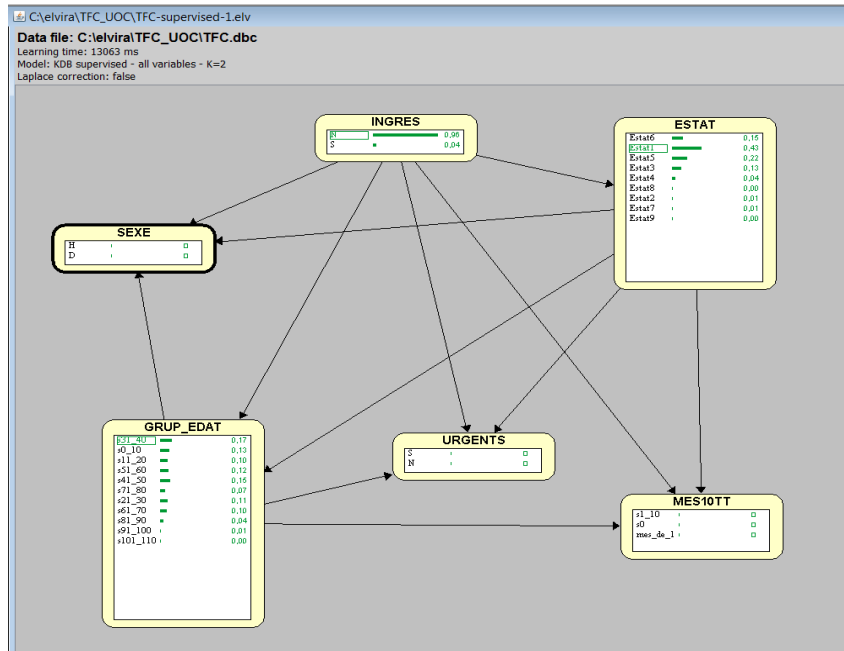 C:\elvira\TFC_UOC\TFC-supervised-1.elv
Data file: C:\elvira\TFC_UOC\TFC.dbc
Learning time: 13063 ms
Model: KDB supervised - all variables - K=2
Laplace correction: false
INGRES
N 0,96
S 0,04
ESTAT
Estat6 0,15
Estat1 0,43
Estat5 0,22
Estat3 0,13
Estat4 0,04
Estat8 0,00
Estat2 0,01
Estat7 0,01
Estat9 0,00
SEXE
H
D
GRUP_EDAT
s31_40 0,17
s0_10 0,13
s11_20 0,10
s51_60 0,12
s41_50 0,15
s71_80 0,07
s21_30 0,11
s61_70 0,10
s81_90 0,04
s91_100 0,01
s101_110 0,00
URGENTS
S
N
MES10TT
s1_10
s0
mes_de_1